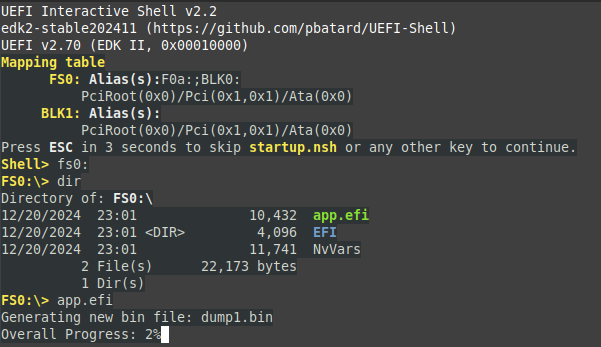 UEFI Interactive Shell v2.2
edk2-stable202411 (https://github.com/pbatard/UEFI-Shell)
UEFI v2.70 (EDK II, 0x00010000)
Mapping table
      FS0: Alias(s):F0a:;BLK0:
          PciRoot(0x0)/Pci(0x1,0x1)/Ata(0x0)
     BLK1: Alias(s):
          PciRoot(0x0)/Pci(0x1,0x1)/Ata(0x0)
Press ESC in 3 seconds to skip startup.nsh or any other key to continue.
Shell> fs0:
FS0:\> dir
Directory of: FS0:\
12/20/2024  23:01              10,432  app.efi
12/20/2024  23:01 <DIR>         4,096  EFI
12/20/2024  23:01              11,741  NvVars
          2 File(s)      22,173 bytes
          1 Dir(s)
FS0:\> app.efi
Generating new bin file: dump1.bin
Overall Progress: 2%